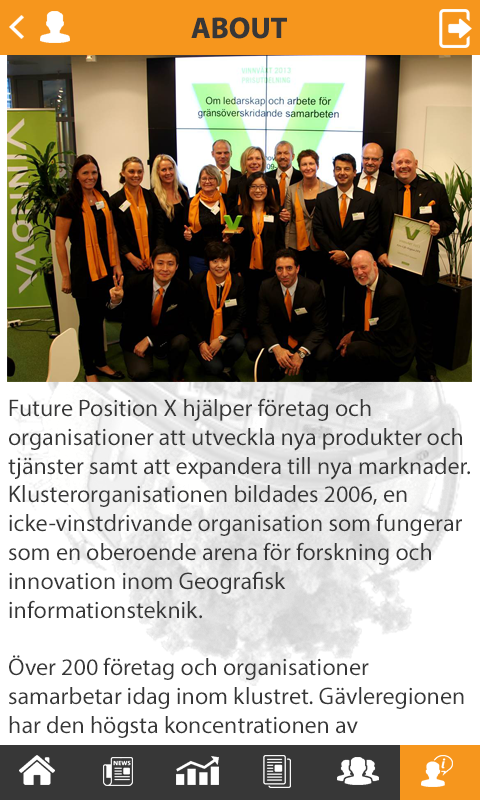 ABOUT
VINNVÄXT 2013
PRISUTDELNING
Om ledarskap och arbete för
gränsöverskridande samarbeten
VINNOVA
Future Position X hjälper företag och
organisationer att utveckla nya produkter och
tjänster samt att expandera till nya marknader.
Klusterorganisationen bildades 2006, en
icke-vinstdrivande organisation som fungerar
som en oberoende arena för forskning och
innovation inom Geografisk
informationsteknik.
Över 200 företag och organisationer
samarbetar idag inom klustret. Gävleregionen
har den högsta koncentrationen av
NEWS